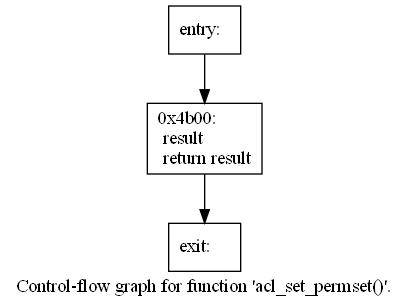 entry:
0x4b00:
result
return result
exit:
Control-flow graph for function 'acl_set_permset()'.